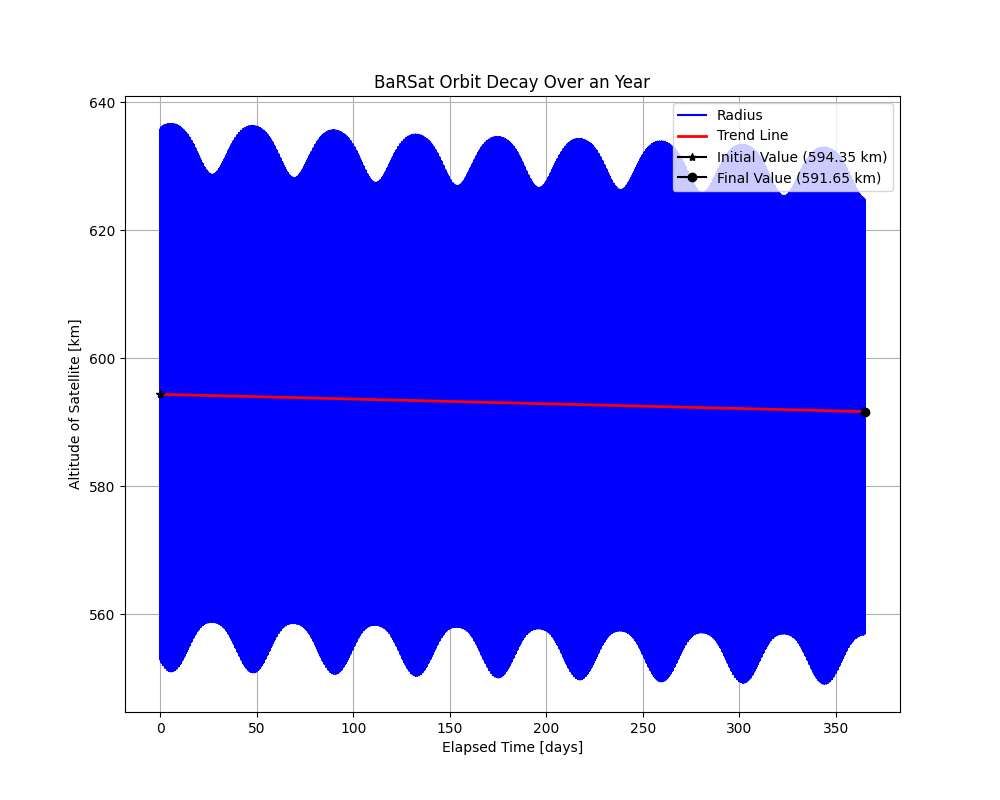 BaRSat Orbit Decay Over an Year
640
620
600
580
560
Altitude of Satellite [km]
Radius
Trend Line
Initial Value (594.35 km)
Final Value (591.65 km)
0 50 100 150 200 250 300 350
Elapsed Time [days]